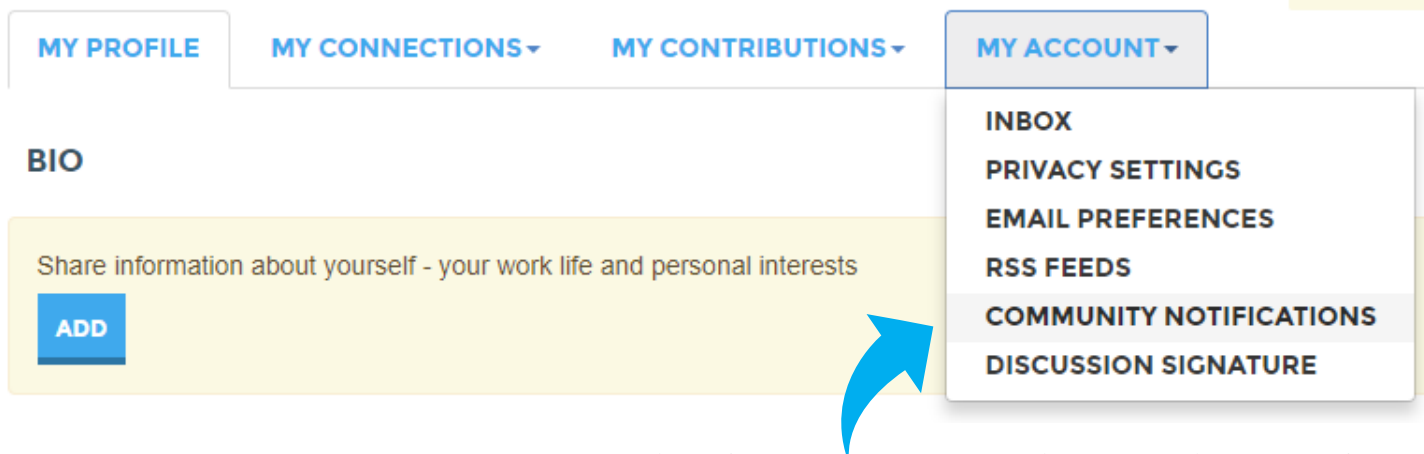 MY PROFILE MY CONNECTIONS MY CONTRIBUTIONS MY ACCOUNT
INBOX
PRIVACY SETTINGS
EMAIL PREFERENCES
RSS FEEDS
COMMUNITY NOTIFICATIONS
DISCUSSION SIGNATURE
BIO
Share information about yourself - your work life and personal interests
ADD